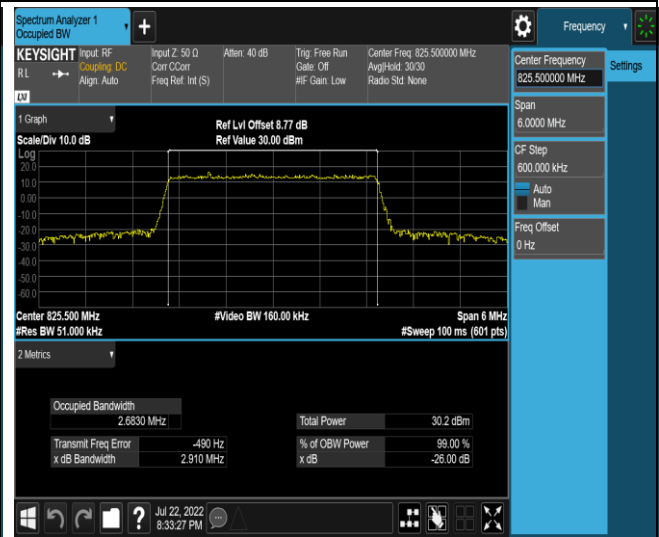 Spectrum Analyzer 1
Occupied BW
+
Frequency
KEYSIGHT
RL
LXI
Input: RF
Coupling: DC
Align: Auto
Input Z: 50 Ω
Corr CCorr
Freq Ref: Int (S)
Atten: 40 dB
Trig: Free Run
Gate: Off
#IF Gain: Low
Center Freq: 825.500000 MHz
Avg|Hold: 30/30
Radio Std: None
Center Frequency
825.500000 MHz
Settings
Span
6.0000 MHz
CF Step
600.000 kHz
Auto
Man
Freq Offset
0 Hz
1 Graph
Scale/Div 10.0 dB
Ref Lvl Offset 8.77 dB
Ref Value 30.00 dBm
Log
20.0
10.0
0.00
-10.0
-20.0
-30.0
-40.0
-50.0
-60.0
Center 825.500 MHz
#Video BW 160.00 kHz
Span 6 MHz
#Res BW 51.000 kHz
#Sweep 100 ms (601 pts)
2 Metrics
Occupied Bandwidth
2.6830 MHz
Total Power 30.2 dBm
Transmit Freq Error -490 Hz
% of OBW Power 99.00 %
x dB Bandwidth 2.910 MHz
x dB -26.00 dB
?
Jul 22, 2022
8:33:27 PM